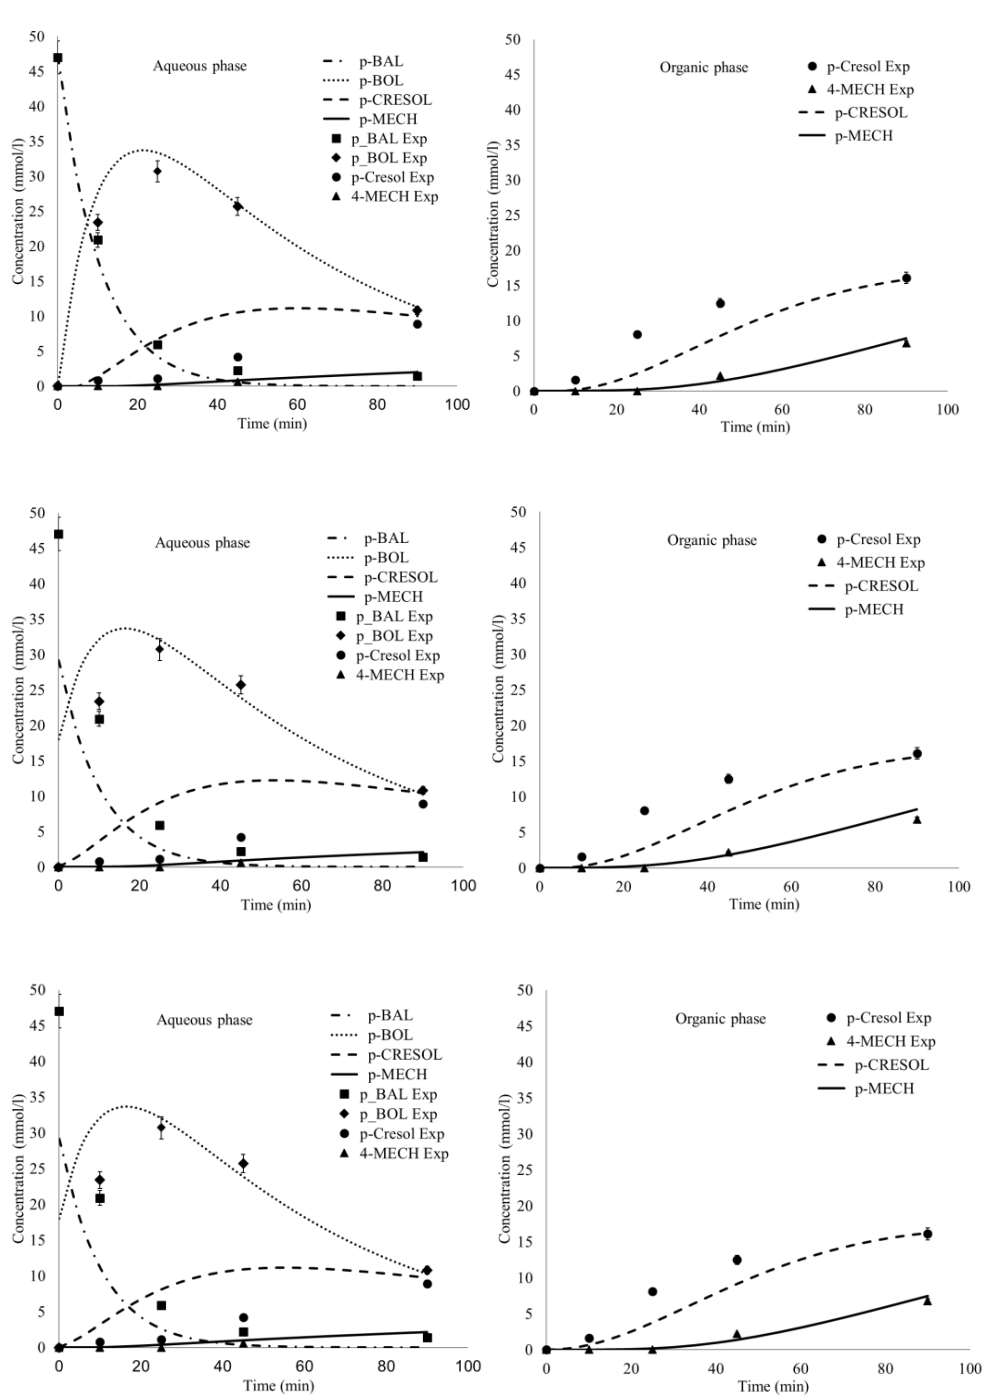 50
45
40
35
30
25
20
15
10
5
0
Concentration (mmol/l)
Aqueous phase
p-BAL
p-BOL
p-CRESOL
p-MECH
p_BAL Exp
p_BOL Exp
p-Cresol Exp
4-MECH Exp
0 20 40 60 80 100
Time (min)
50
45
40
35
30
25
20
15
10
5
0
Concentration (mmol/l)
Organic phase
p-Cresol Exp
4-MECH Exp
p-CRESOL
p-MECH
0 20 40 60 80 100
Time (min)
50
45
40
35
30
25
20
15
10
5
0
Concentration (mmol/l)
Aqueous phase
p-BAL
p-BOL
p-CRESOL
p-MECH
p_BAL Exp
p_BOL Exp
p-Cresol Exp
4-MECH Exp
0 20 40 60 80 100
Time (min)
50
45
40
35
30
25
20
15
10
5
0
Concentration (mmol/l)
Organic phase
p-Cresol Exp
4-MECH Exp
p-CRESOL
p-MECH
0 20 40 60 80 100
Time (min)
50
45
40
35
30
25
20
15
10
5
0
Concentration (mmol/l)
Aqueous phase
p-BAL
p-BOL
p-CRESOL
p-MECH
p_BAL Exp
p_BOL Exp
p-Cresol Exp
4-MECH Exp
0 20 40 60 80 100
Time (min)
50
45
40
35
30
25
20
15
10
5
0
Concentration (mmol/l)
Organic phase
p-Cresol Exp
4-MECH Exp
p-CRESOL
p-MECH
0 20 40 60 80 100
Time (min)